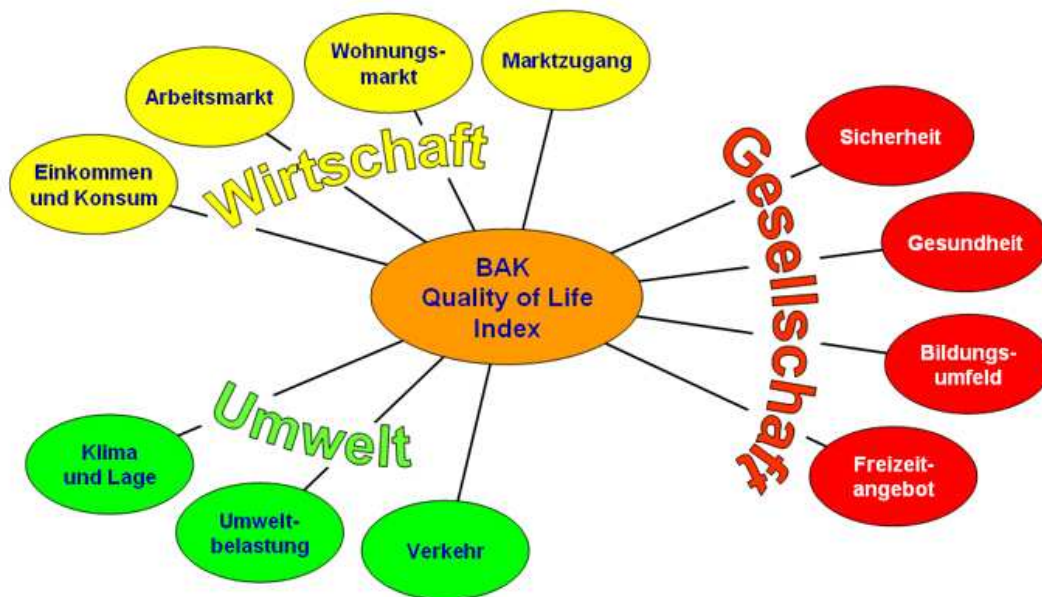 Wohnungs-
markt
Marktzugang
Arbeitsmarkt
Einkommen
und Konsum
Wirtschaft
Sicherheit
Gesundheit
Bildungs-
umfeld
Freizeit-
angebot
Gesellschaft
BAK
Quality of Life
Index
Umwelt
Klima
und Lage
Umwelt-
belastung
Verkehr